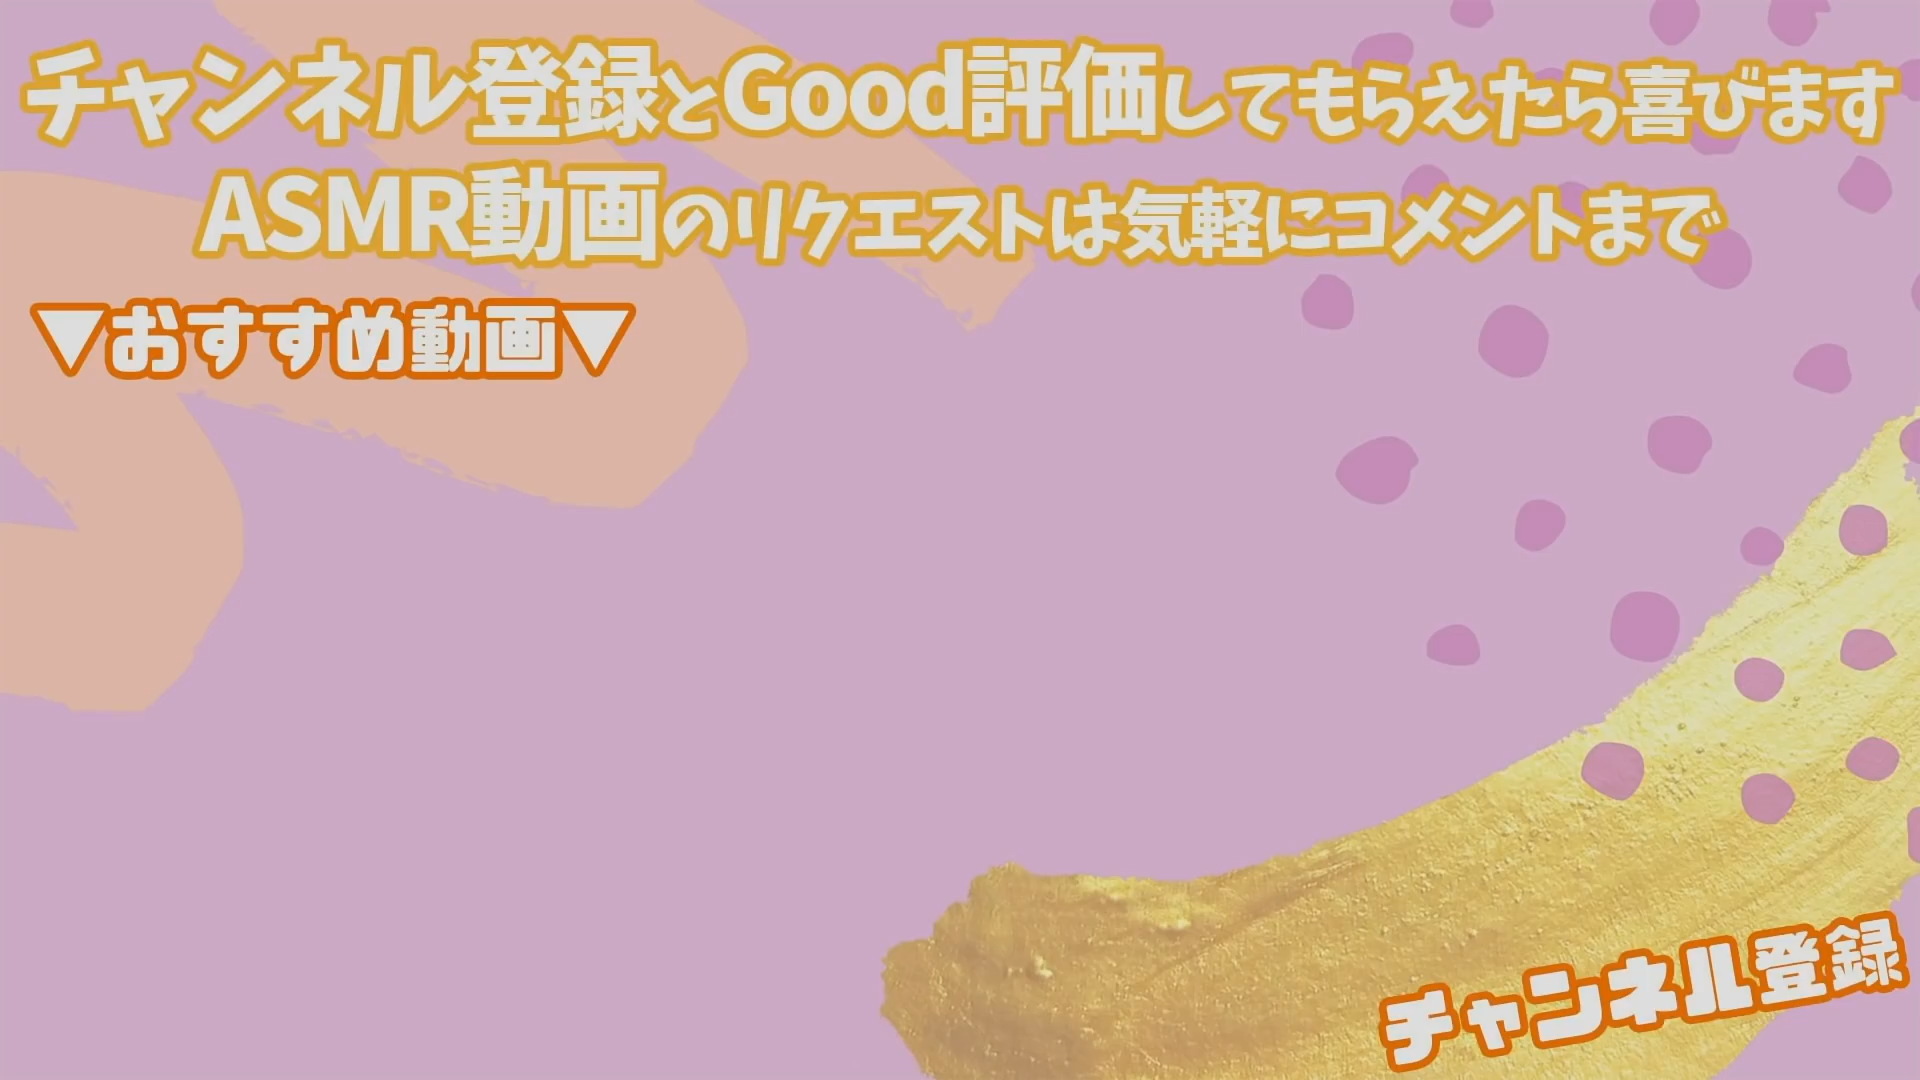 チャンネル登録とGood評価してもらえたら喜びます
ASMR動画のリクエストは気軽にコメントまで
▼おすすめ動画▼
チャンネル登録